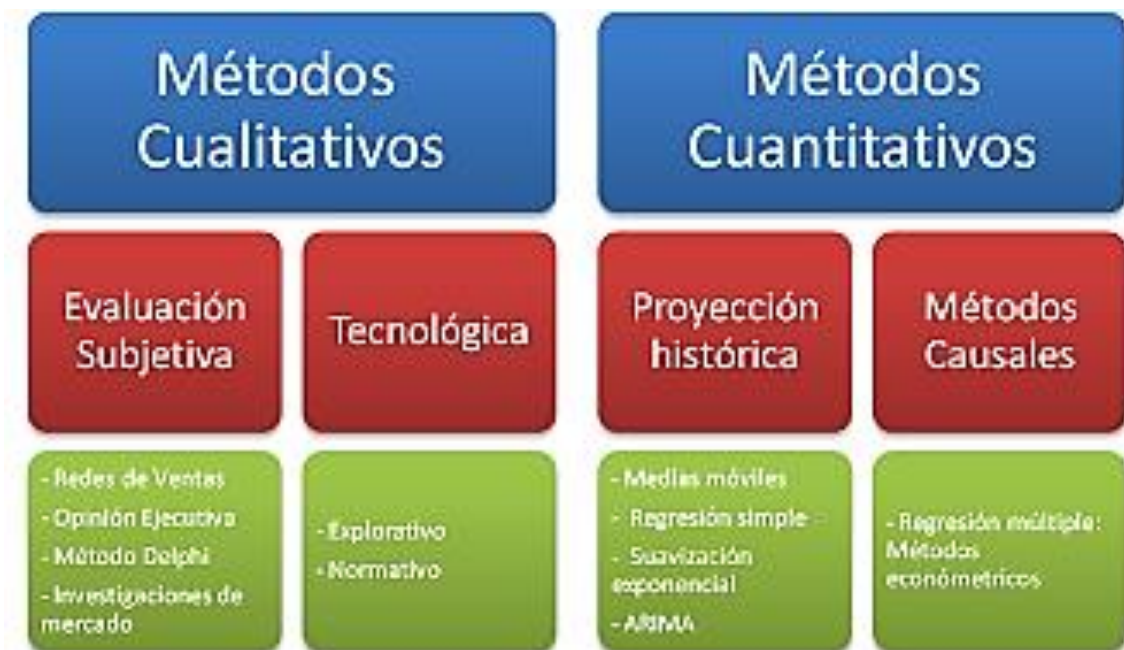 Métodos
Cualitativos
Métodos
Cuantitativos
Evaluación
Subjetiva
Tecnológica
Proyección
histórica
Métodos
Causales
- Redes de Ventas
- Opinión Ejecutiva
- Método Delphi
- Investigaciones de
mercado
- Explorativo
- Normativo
- Medias móviles
- Regresión simple
- Suavización
exponencial
- ARIMA
- Regresión múltiple:
Métodos
económetricos